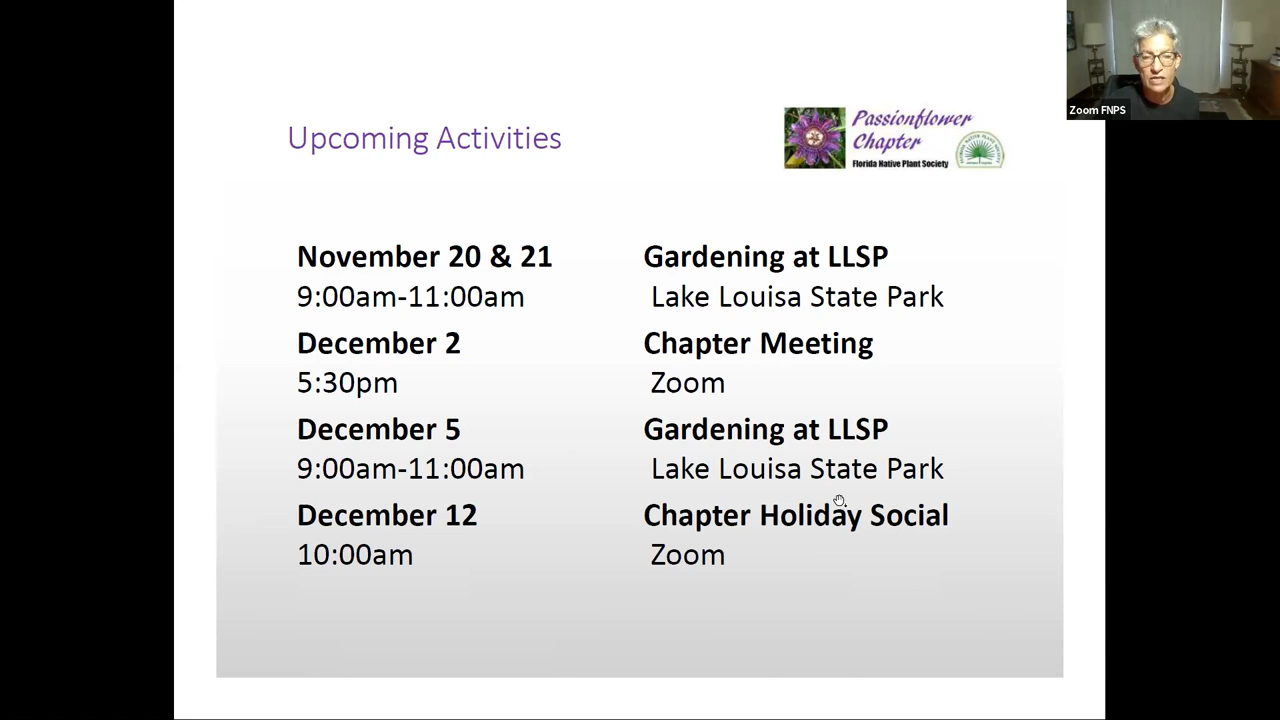 Upcoming Activities
Passionflower
Chapter
Florida Native Plant Society
Zoom FNPS
November 20 & 21
Gardening at LLSP
9:00am-11:00am
Lake Louisa State Park
December 2
Chapter Meeting
5:30pm
Zoom
December 5
Gardening at LLSP
9:00am-11:00am
Lake Louisa State Park
December 12
Chapter Holiday Social
10:00am
Zoom